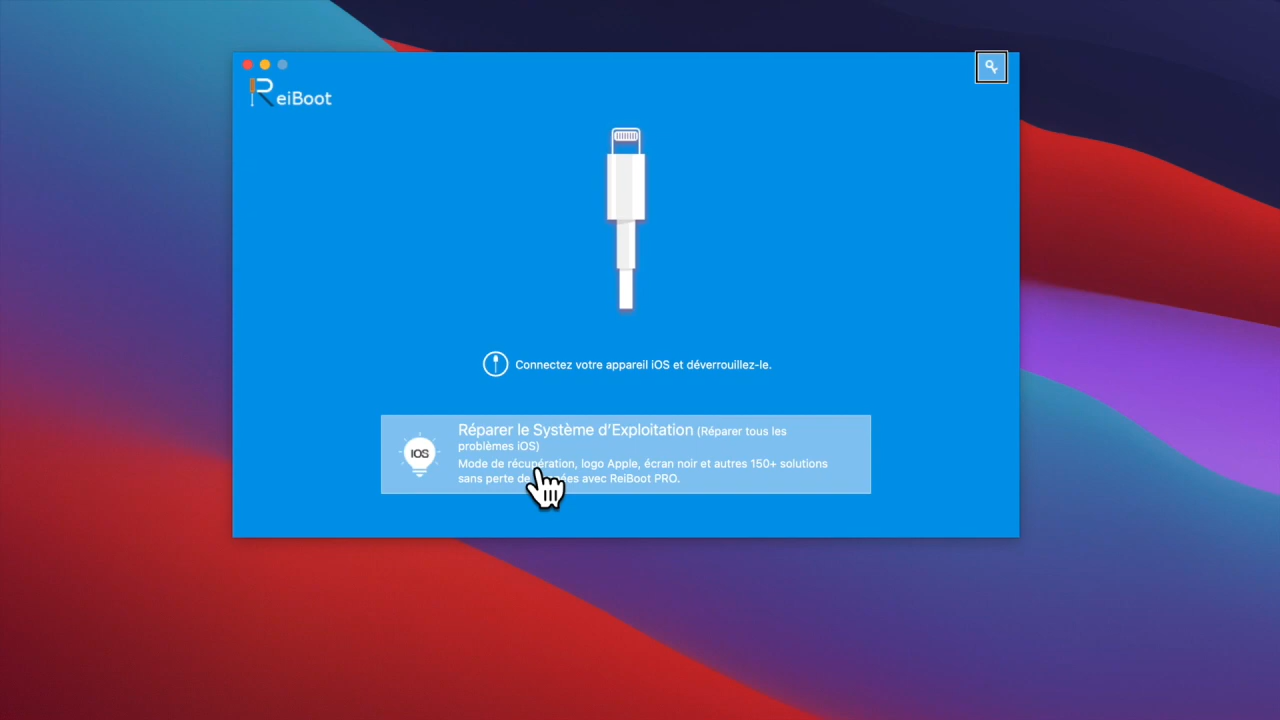 ReiBoot
Connectez votre appareil iOS et déverrouillez-le.
Réparer le Système d'Exploitation (Réparer tous les
problèmes iOS)
iOS
Mode de récupération, logo Apple, écran noir et autres 150+ solutions
sans perte de ReiBoot PRO.